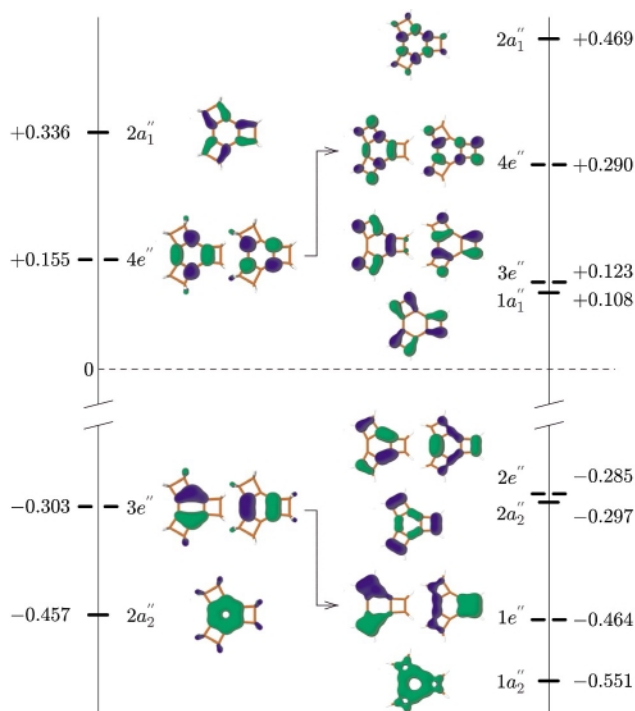 2a₁″ +0.469
+0.336 2a₁″
4e″ +0.290
+0.155 4e″
3e″ +0.123
1a₁″ +0.108
0
2e″ −0.285
−0.303 3e″
2a₂″ −0.297
−0.457 2a₂″
1e″ −0.464
1a₂″ −0.551